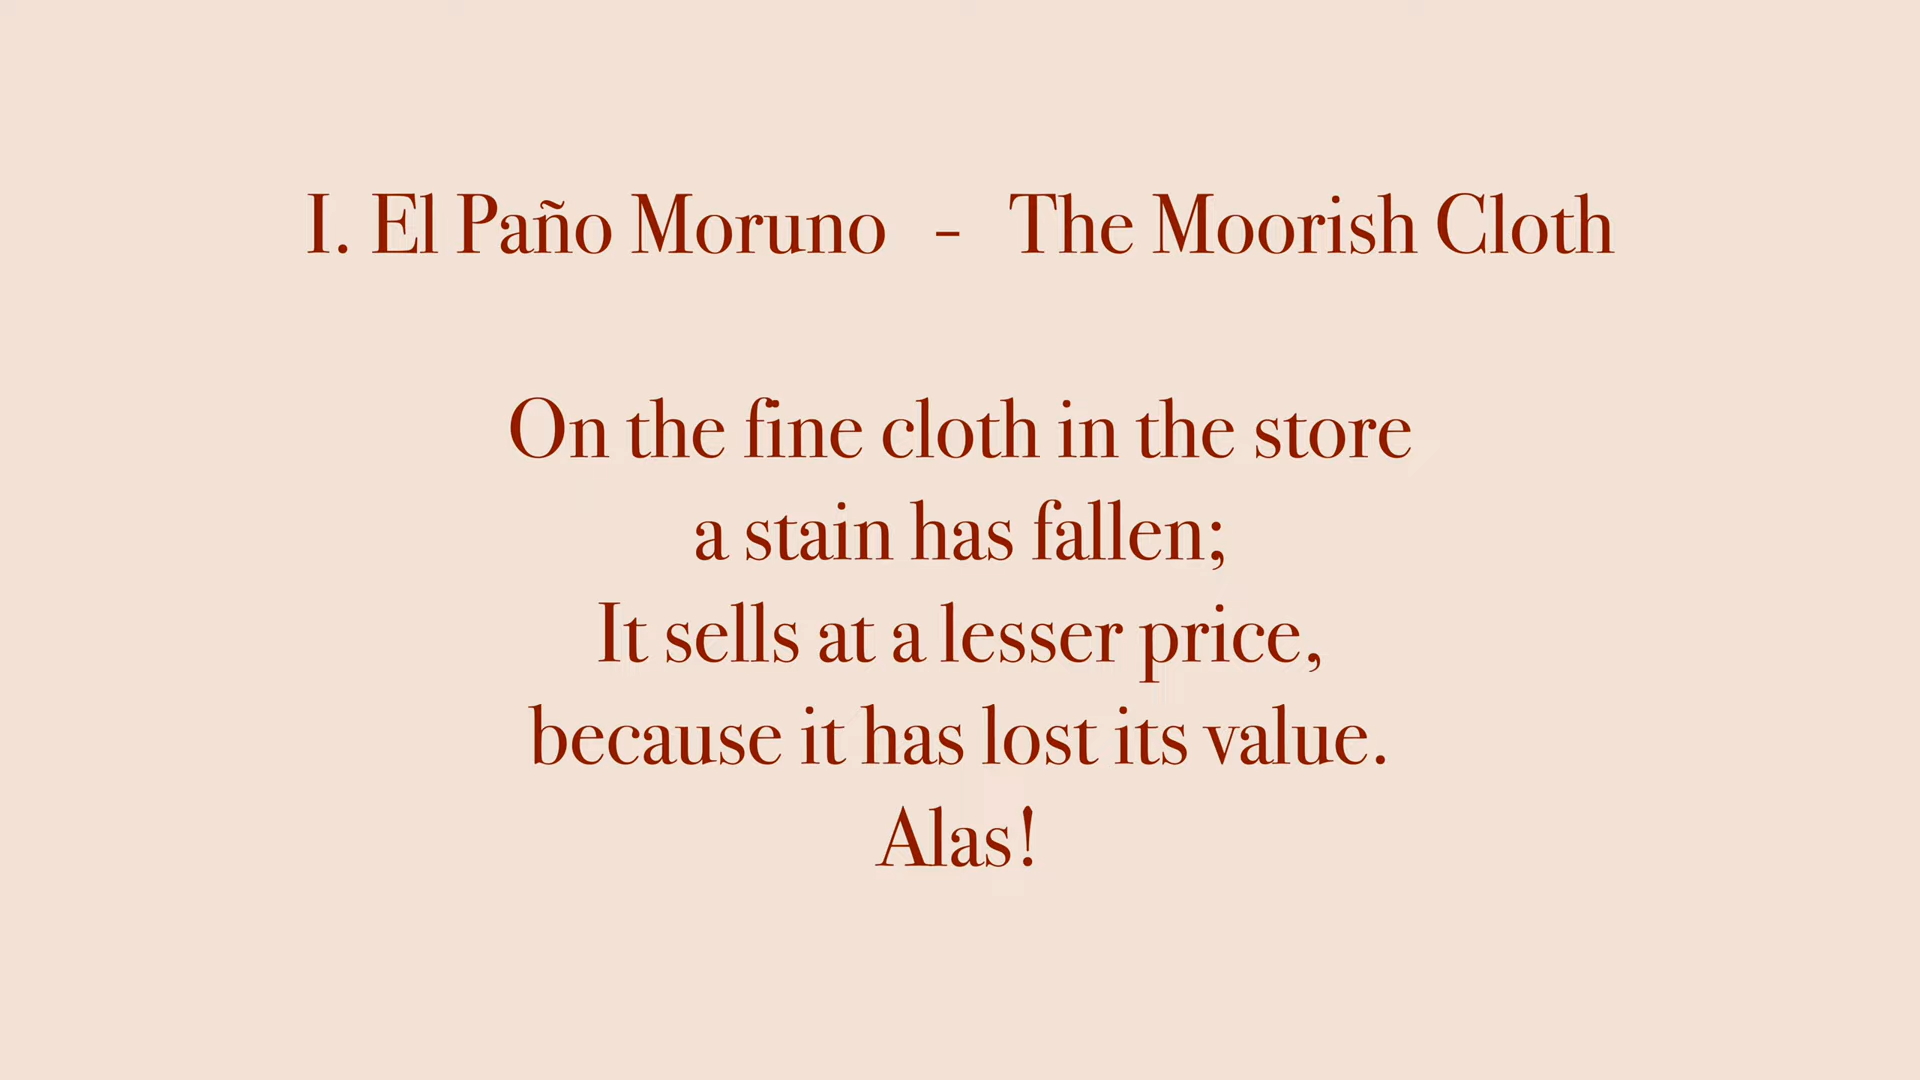 I. El Paño Moruno - The Moorish Cloth
On the fine cloth in the store
a stain has fallen;
It sells at a lesser price,
because it has lost its value.
Alas!